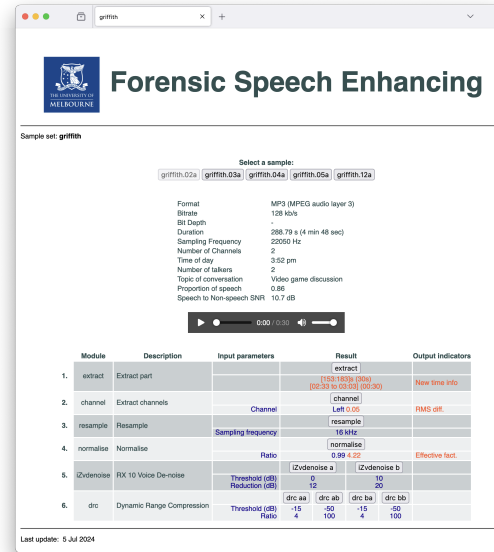 griffith
THE UNIVERSITY OF
MELBOURNE
Forensic Speech Enhancing
Sample set: griffith
Select a sample:
griffith.02a griffith.03a griffith.04a griffith.05a griffith.12a
Format MP3 (MPEG audio layer 3)
Bitrate 128 kb/s
Bit Depth -
Duration 288.79 s (4 min 48 sec)
Sampling Frequency 22050 Hz
Number of Channels 2
Time of day 3:52 pm
Number of talkers 2
Topic of conversation Video game discussion
Proportion of speech 0.86
Speech to Non-speech SNR 10.7 dB
0:00 / 0:30
Module Description Input parameters Result Output indicators
1. extract Extract part extract
[153:183]s (30s)
[02:33 to 03:03] (00:30) New time info
2. channel Extract channels channel
Channel Left 0.05 RMS diff.
3. resample Resample resample
Sampling frequency 16 kHz
4. normalise Normalise normalise
Ratio 0.99 4.22 Effective fact.
5. iZvdenoise RX 10 Voice De-noise iZvdenoise a iZvdenoise b
Threshold (dB) 0 10
Reduction (dB) 12 20
6. drc Dynamic Range Compression drc aa drc ab drc ba drc bb
Threshold (dB) -15 -50 -15 -50
Ratio 4 100 4 100
Last update: 5 Jul 2024